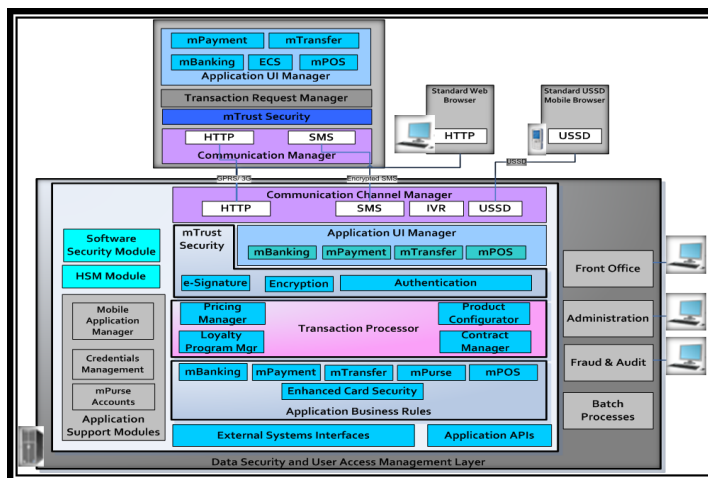 mPayment
mTransfer
mBanking
ECS
mPOS
Application UI Manager
Transaction Request Manager
mTrust Security
HTTP
SMS
Communication Manager
Standard Web
Browser
HTTP
Standard USSD
Mobile Browser
USSD
GPRS/ 3G
Encrypted SMS
USSD
Communication Channel Manager
HTTP
SMS
IVR
USSD
mTrust
Security
Application UI Manager
mBanking
mPayment
mTransfer
mPOS
e-Signature
Encryption
Authentication
Software
Security Module
HSM Module
Mobile
Application
Manager
Credentials
Management
mPurse
Accounts
Application
Support Modules
Pricing
Manager
Loyalty
Program Mgr
Transaction Processor
Product
Configurator
Contract
Manager
mBanking
mPayment
mTransfer
mPurse
mPOS
Enhanced Card Security
Application Business Rules
External Systems Interfaces
Application APIs
Front Office
Administration
Fraud & Audit
Batch
Processes
Data Security and User Access Management Layer